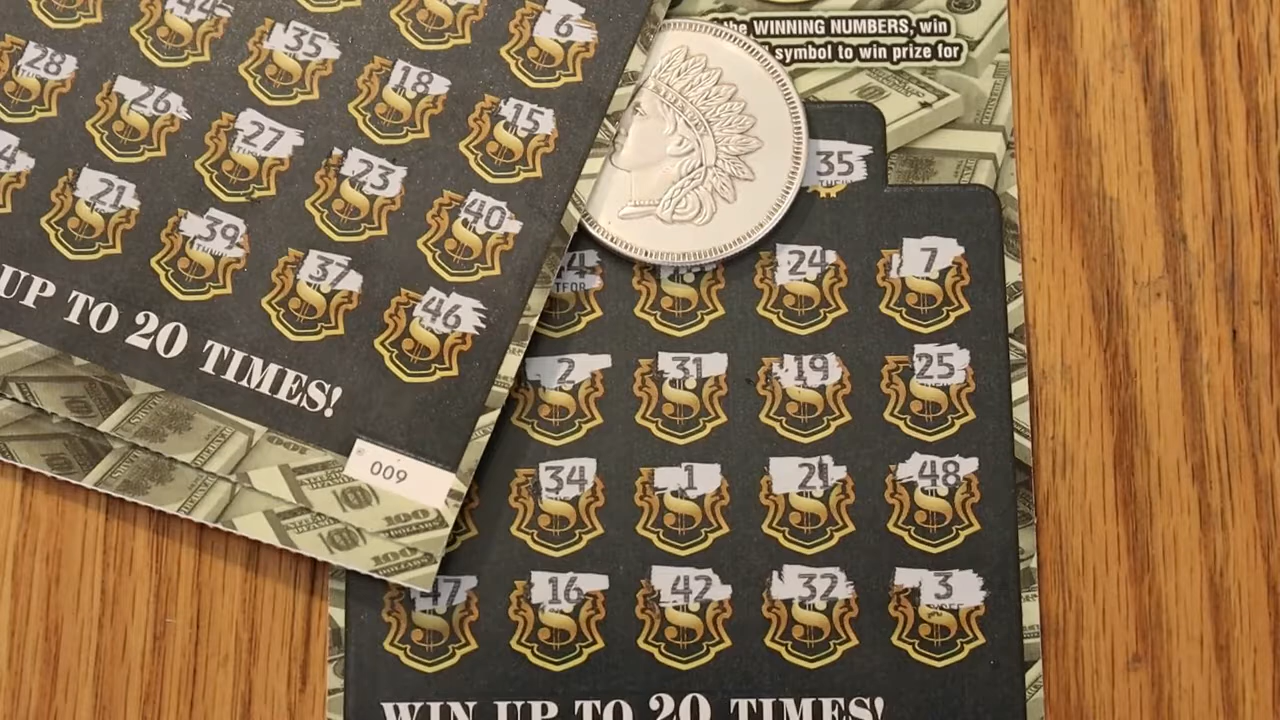 44 6
35
28 18
26 15
27
4 23
21 40
39
37
46
UP TO 20 TIMES!
009
the WINNING NUMBERS, win
symbol to win prize for
35
24 7
2 31 19 25
34 1 21 48
47 16 42 32 3
WIN UP TO 20 TIMES!